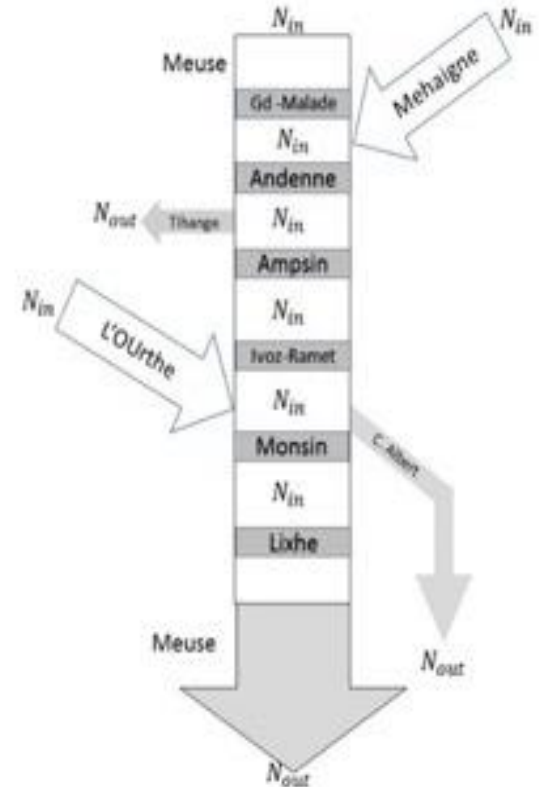 N_in
N_in
Meuse
Mehaigne
Gd -Malade
N_in
Andenne
N_out
Tihange
N_in
Ampsin
N_in
L'OUrthe
N_in
Ivoz-Ramet
N_in
C. Albert
Monsin
N_in
Lixhe
Meuse
N_out
N_out